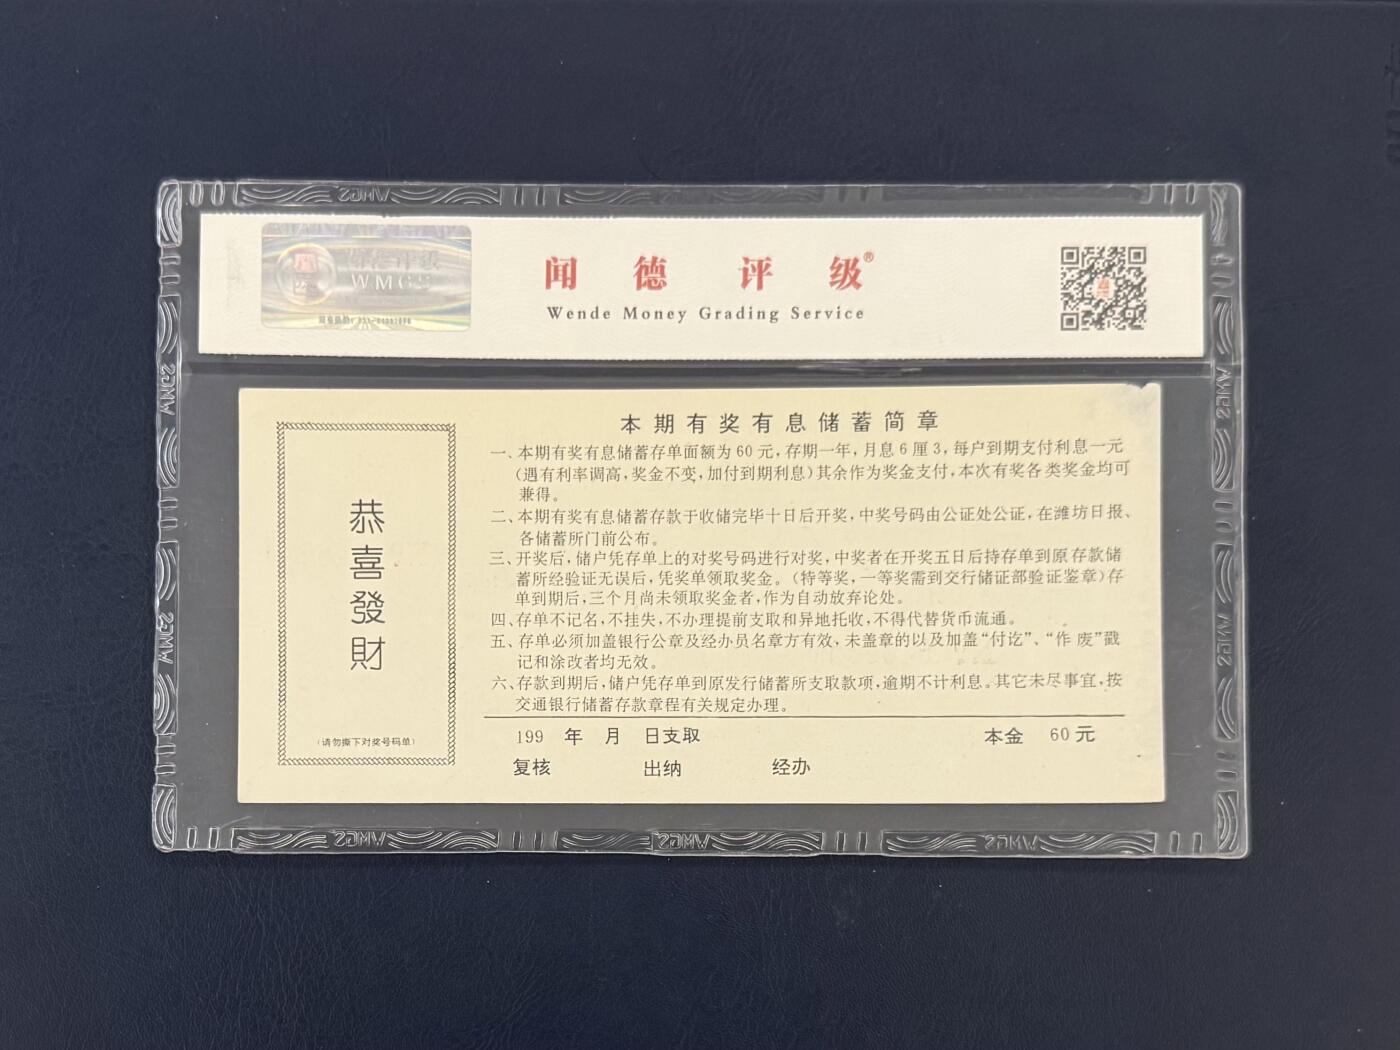 WMGS
闻德评级®
Wende Money Grading Service
恭喜發財
(请勿撕下对奖号码单)
本期有奖有息储蓄简章
一、本期有奖有息储蓄存单面额为60元，存期一年，月息6厘3，每户到期支付利息一元
(遇有利率调高，奖金不变，加付到期利息)其余作为奖金支付，本次有奖各类奖金均可
兼得。
二、本期有奖有息储蓄存款于收储完毕十日后开奖，中奖号码由公证处公证，在潍坊日报、
各储蓄所门前公布。
三、开奖后，储户凭存单上的对奖号码进行对奖，中奖者在开奖五日后持存单到原存款储
蓄所经验证无误后，凭奖单领取奖金。(特等奖，一等奖需到交行储证部验证鉴章)存
单到期后，三个月尚未领取奖金者，作为自动放弃论处。
四、存单不记名，不挂失，不办理提前支取和异地托收，不得代替货币流通。
五、存单必须加盖银行公章及经办员名章方有效，未盖章的以及加盖“付讫”、“作废”戳
记和涂改者均无效。
六、存款到期后，储户凭存单到原发行储蓄所支取款项，逾期不计利息。其它未尽事宜，按
交通银行储蓄存款章程有关规定办理。
199 年 月 日支取 本金 60元
复核 出纳 经办